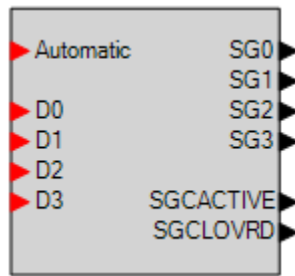 Automatic SG0
SG1
D0 SG2
D1 SG3
D2
D3 SGCACTIVE
SGCLOVRD